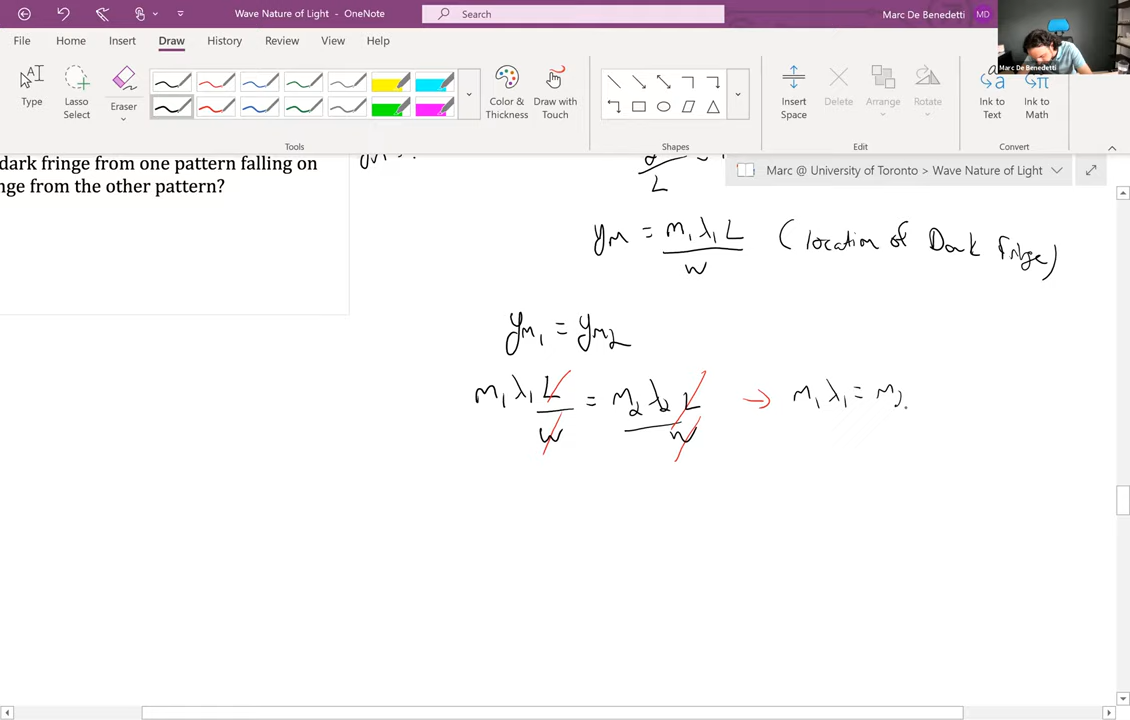 Wave Nature of Light - OneNote
Search
Marc De Benedetti
MD
File Home Insert Draw History Review View Help
Marc De Benedetti
Type
Lasso Select
Eraser
Color & Thickness
Draw with Touch
Insert Space
Delete
Arrange
Rotate
Ink to Text
Ink to Math
Tools
Shapes
Edit
Convert
Marc @ University of Toronto > Wave Nature of Light
dark fringe from one pattern falling on
nge from the other pattern?
L
yₘ = m₁λ₁L / w (location of Dark Fringe)
yₘ₁ = yₘ₂
m₁λ₁L / w = m₂λ₂L / w → m₁λ₁ = m₂